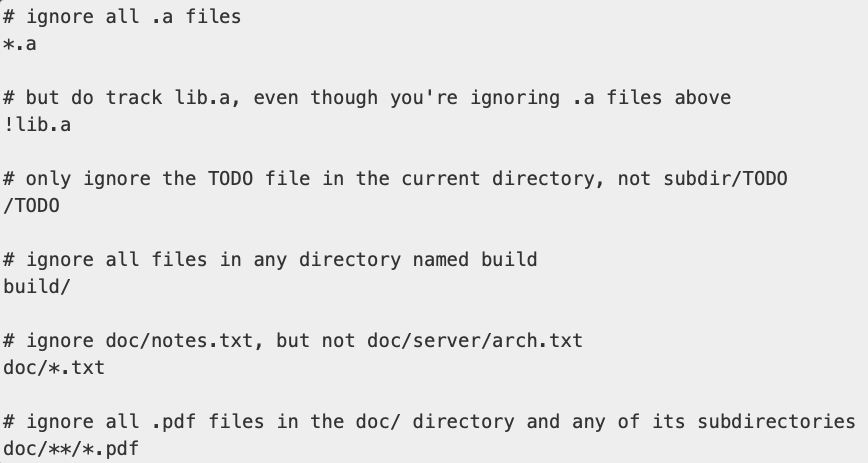 # ignore all .a files
*.a
# but do track lib.a, even though you're ignoring .a files above
!lib.a
# only ignore the TODO file in the current directory, not subdir/TODO
/TODO
# ignore all files in any directory named build
build/
# ignore doc/notes.txt, but not doc/server/arch.txt
doc/*.txt
# ignore all .pdf files in the doc/ directory and any of its subdirectories
doc/**/*.pdf